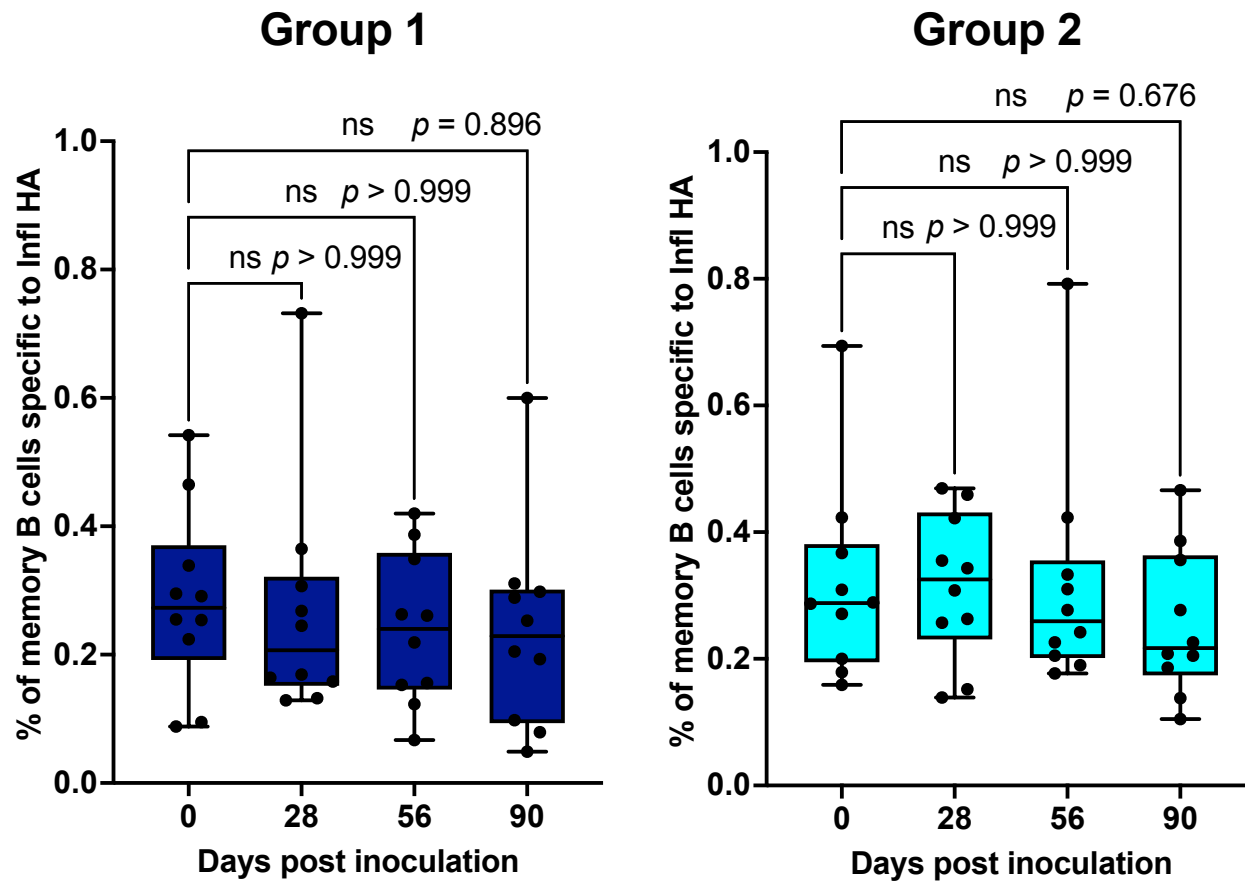 Group 1
ns p = 0.896
ns p > 0.999
ns p > 0.999
% of memory B cells specific to Infl HA
1.0
0.8
0.6
0.4
0.2
0.0
0 28 56 90
Days post inoculation
Group 2
ns p = 0.676
ns p > 0.999
ns p > 0.999
% of memory B cells specific to Infl HA
1.0
0.8
0.6
0.4
0.2
0.0
0 28 56 90
Days post inoculation